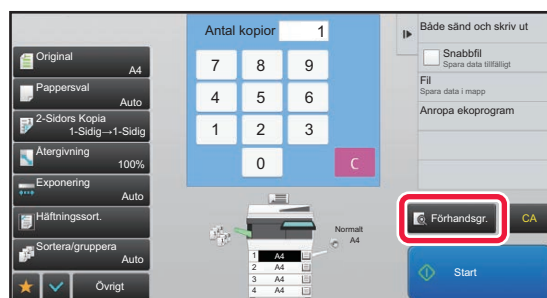 Original
A4
Pappersval
Auto
2-Sidors Kopia
1-Sidig→1-Sidig
Återgivning
100%
Exponering
Auto
Häftningssort.
Sortera/gruppera
Auto
Övrigt
Antal kopior 1
7 8 9
4 5 6
1 2 3
0 C
Normalt
A4
1 A4
2 A4
3 A4
4 A4
Både sänd och skriv ut
Snabbfil
Spara data tillfälligt
Fil
Spara data i mapp
Anropa ekoprogram
Förhandsgr. CA
Start